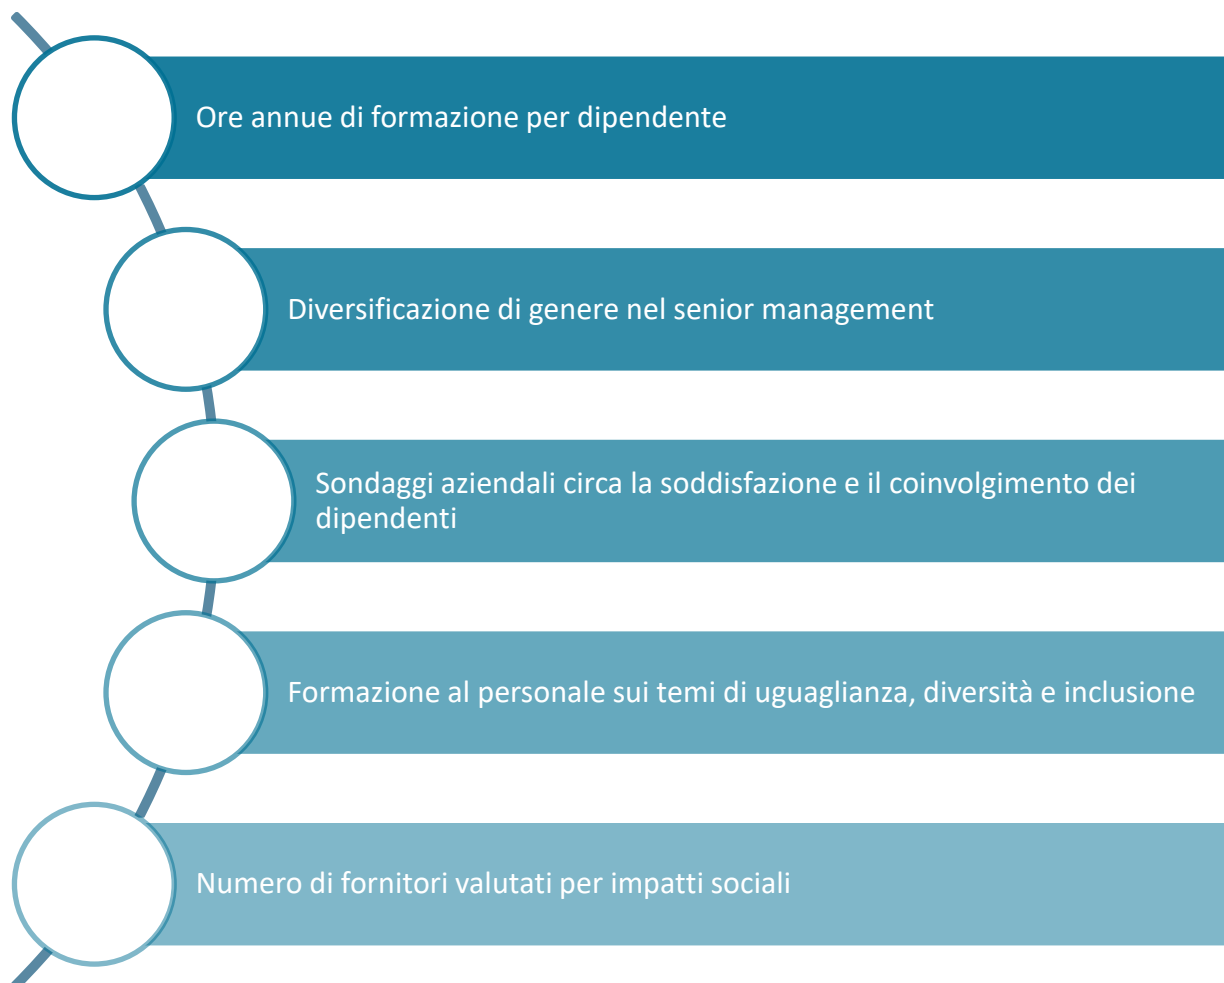 Ore annue di formazione per dipendente
Diversificazione di genere nel senior management
Sondaggi aziendali circa la soddisfazione e il coinvolgimento dei
dipendenti
Formazione al personale sui temi di uguaglianza, diversità e inclusione
Numero di fornitori valutati per impatti sociali